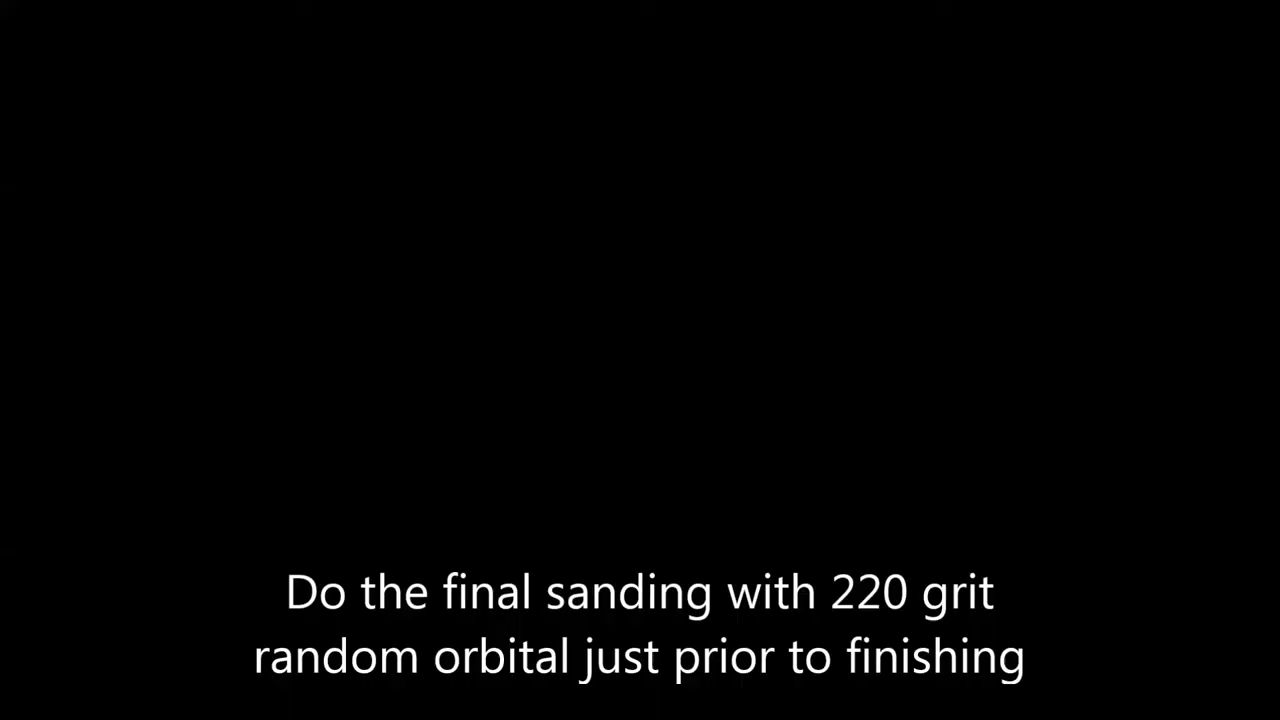 Do the final sanding with 220 grit
random orbital just prior to finishing